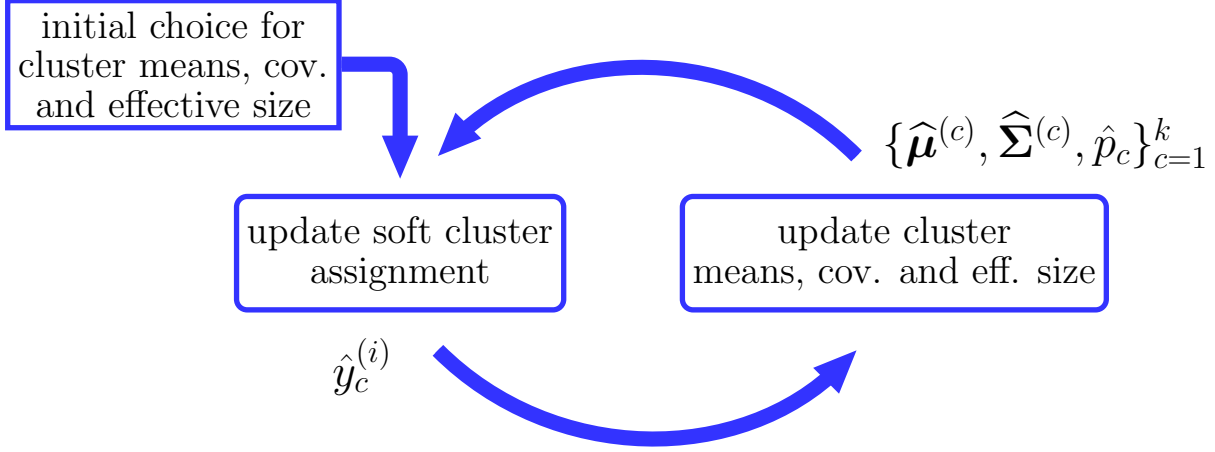 initial choice for
cluster means, cov.
and effective size
{μ̂^(c), Σ̂^(c), p̂_c}_{c=1}^k
update soft cluster
assignment
update cluster
means, cov. and eff. size
ŷ_c^(i)